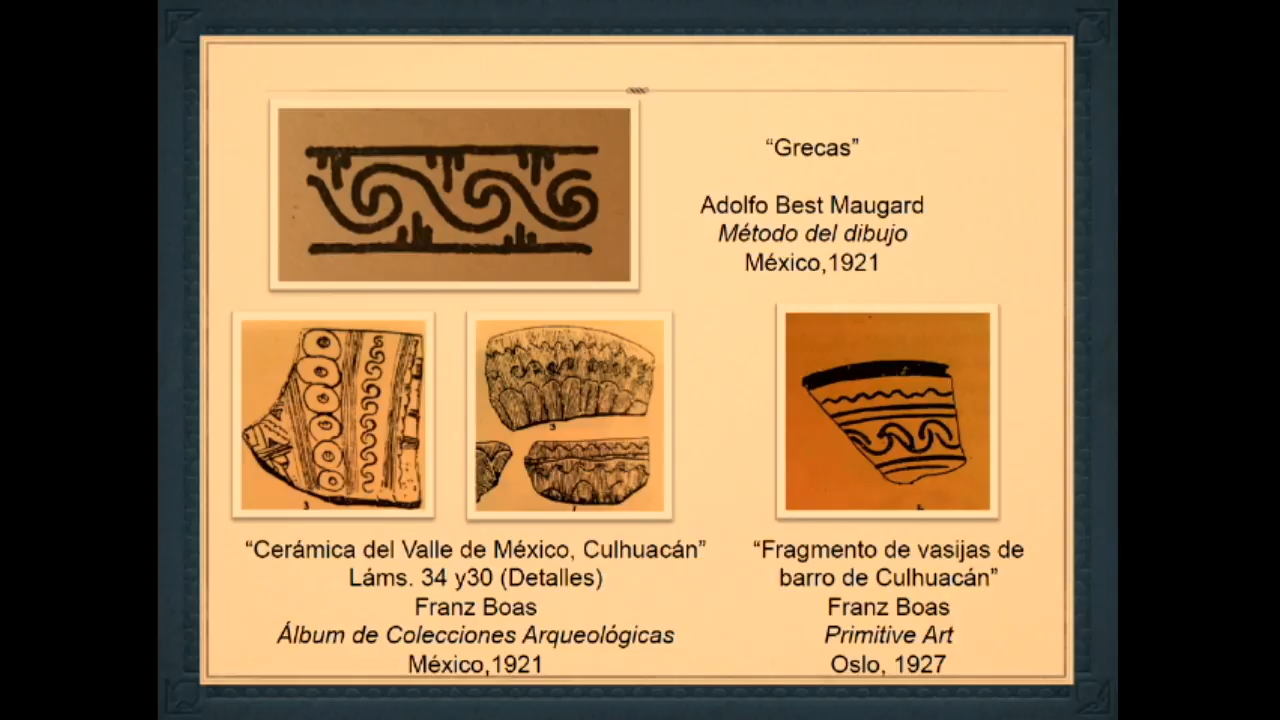 “Grecas”
Adolfo Best Maugard
Método del dibujo
México,1921
“Cerámica del Valle de México, Culhuacán”
Láms. 34 y30 (Detalles)
Franz Boas
Álbum de Colecciones Arqueológicas
México,1921
“Fragmento de vasijas de
barro de Culhuacán”
Franz Boas
Primitive Art
Oslo, 1927